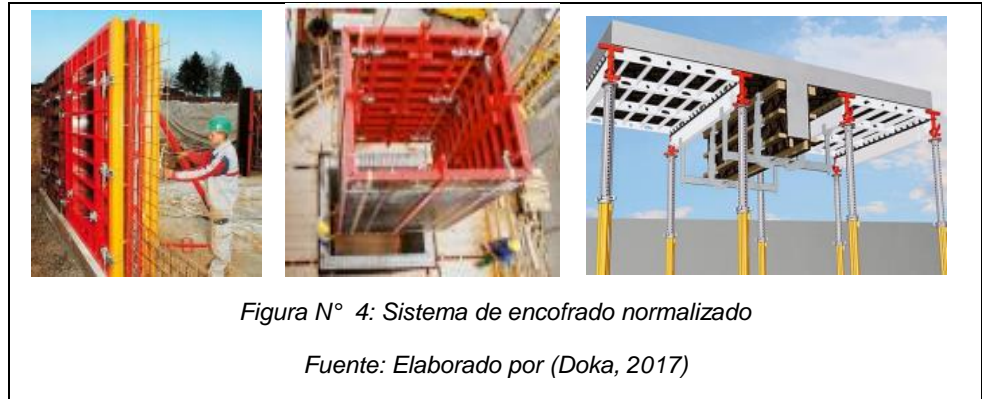 Figura N° 4: Sistema de encofrado normalizado
Fuente: Elaborado por (Doka, 2017)